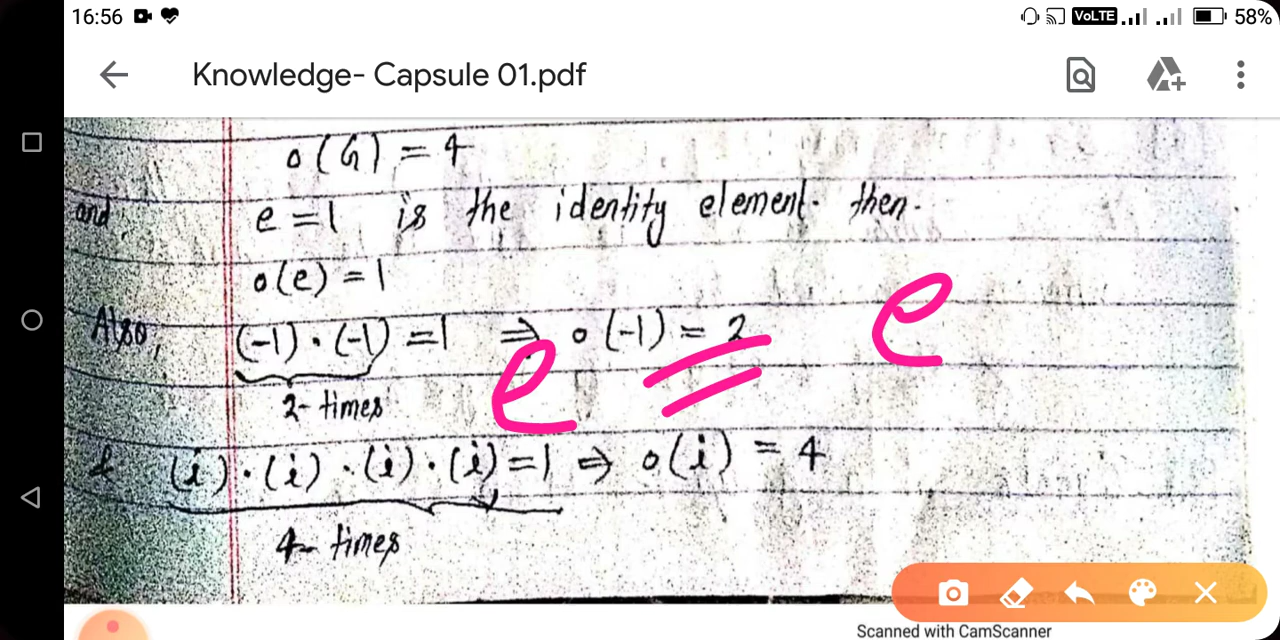 16:56
VoLTE
58%
Knowledge- Capsule 01.pdf
o(G) = 4
and, e = 1 is the identity element. then.
o(e) = 1
Also, (-1) · (-1) = 1 ⇒ o(-1) = 2
e
e
2- times
& (i) · (i) · (i) · (i) = 1 ⇒ o(i) = 4
4- times
Scanned with CamScanner